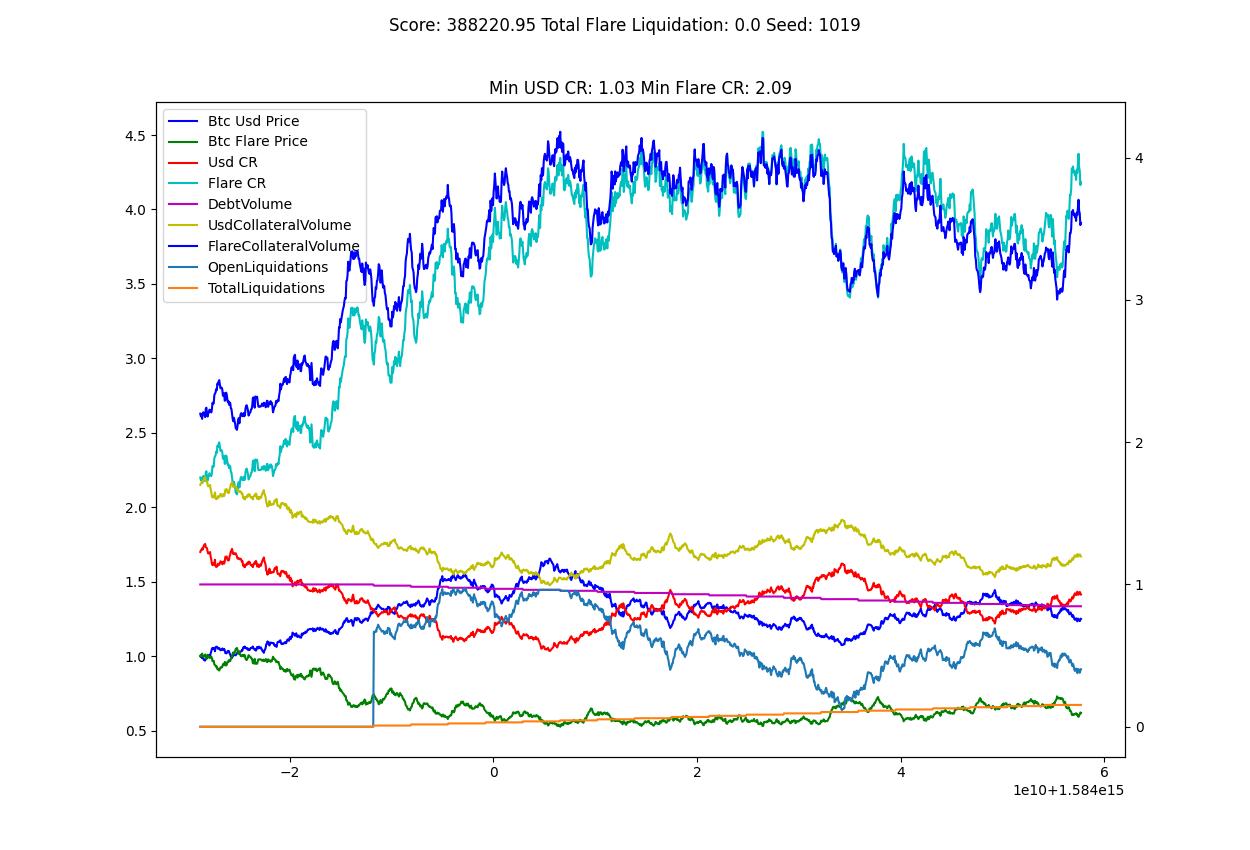 Score: 388220.95 Total Flare Liquidation: 0.0 Seed: 1019
Min USD CR: 1.03 Min Flare CR: 2.09
Btc Usd Price
Btc Flare Price
Usd CR
Flare CR
DebtVolume
UsdCollateralVolume
FlareCollateralVolume
OpenLiquidations
TotalLiquidations
4.5
4.0
3.5
3.0
2.5
2.0
1.5
1.0
0.5
4
3
2
1
0
−2
0
2
4
6
1e10+1.584e15